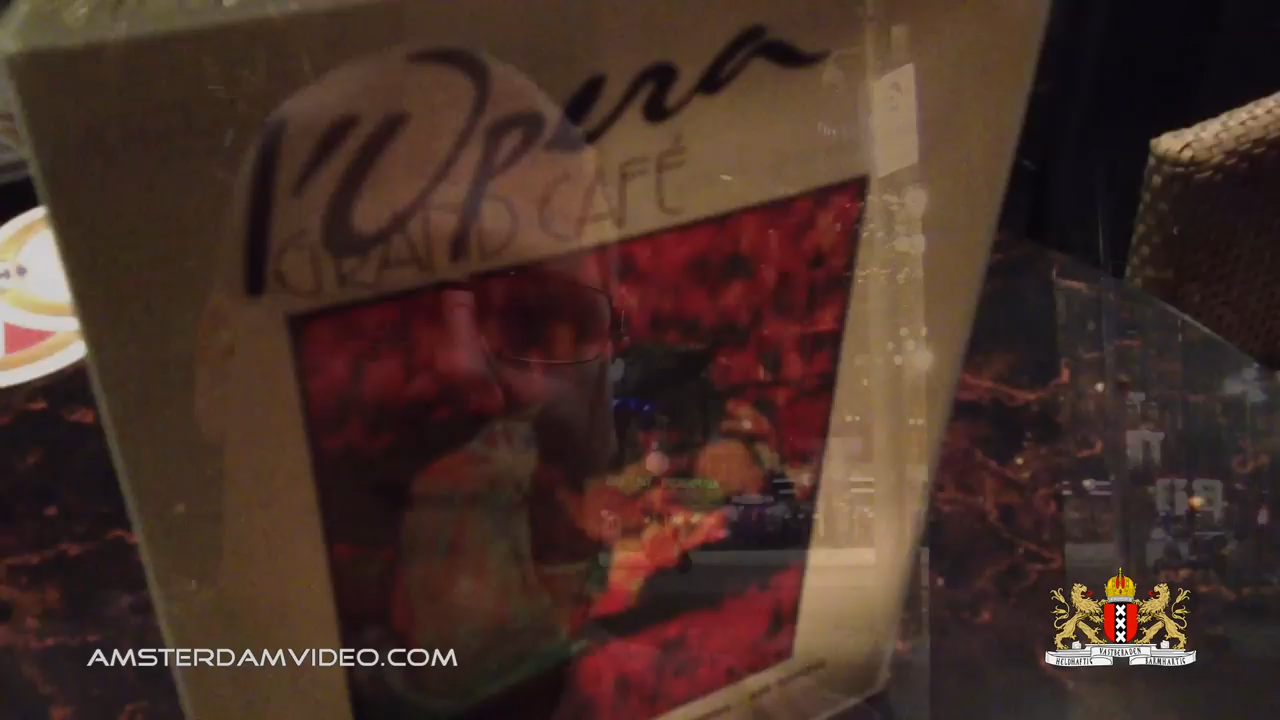 l'Opera
GRAND CAFÉ
AMSTERDAMVIDEO.COM
VASTBERADEN
HELDHAFTIG BARMHARTIG